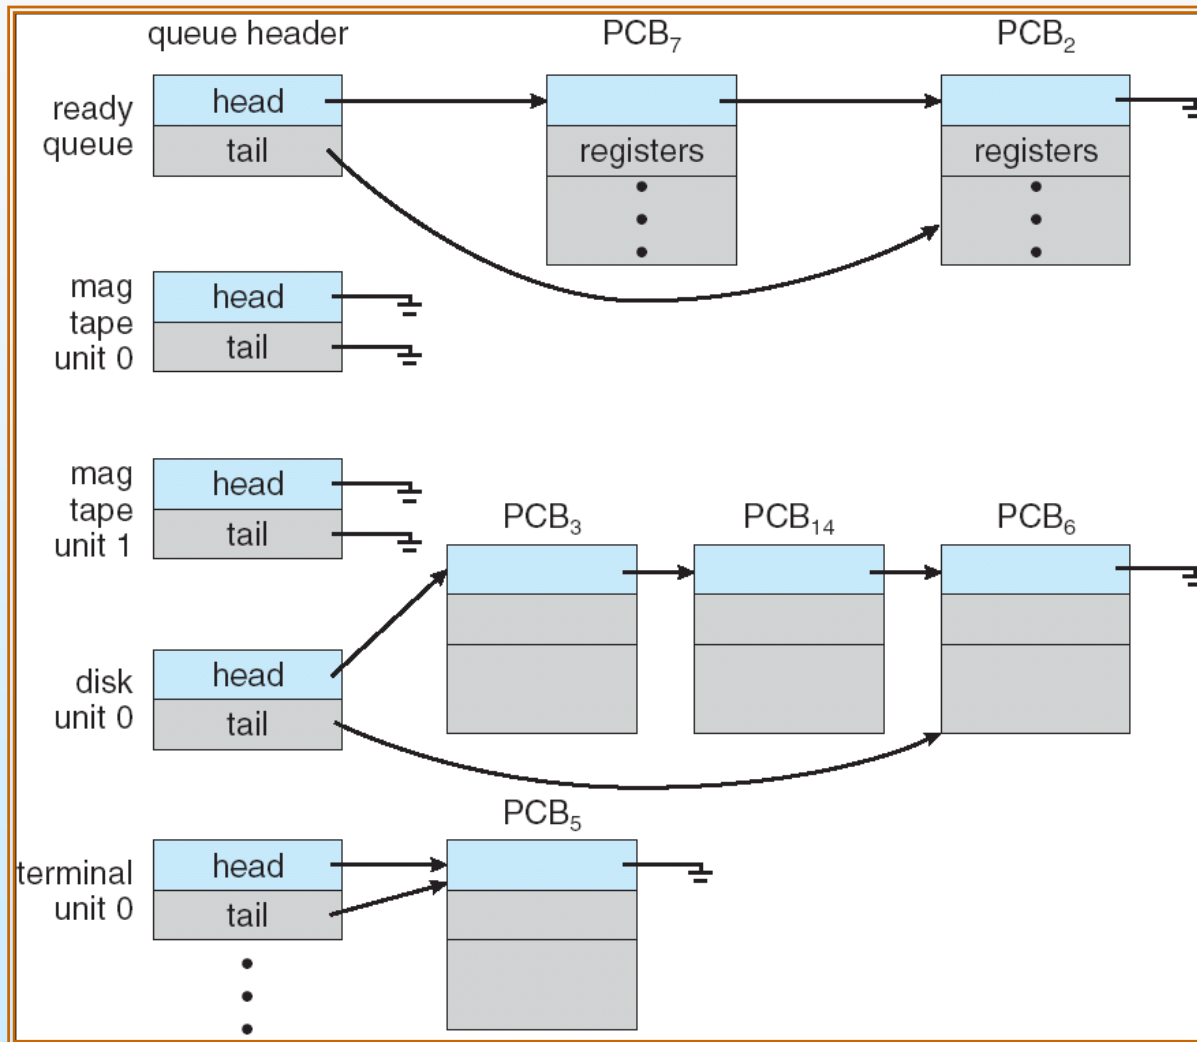 queue header
PCB₇
PCB₂
ready
queue
head
tail
registers
registers
mag
tape
unit 0
head
tail
mag
tape
unit 1
head
tail
PCB₃
PCB₁₄
PCB₆
disk
unit 0
head
tail
PCB₅
terminal
unit 0
head
tail